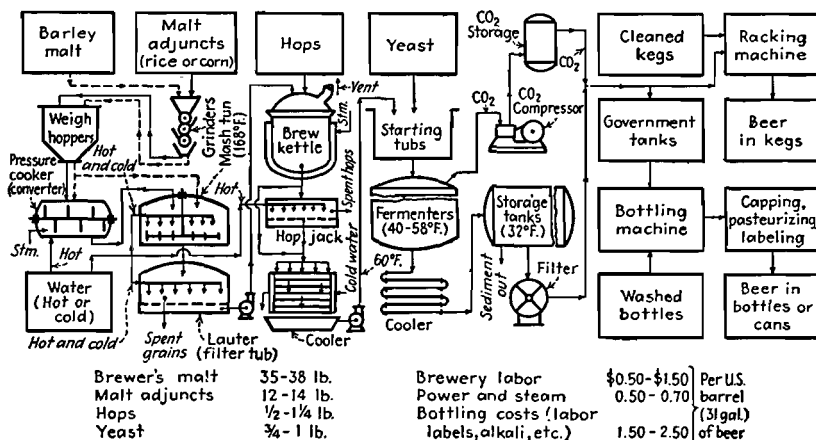 Barley
malt
Malt
adjuncts
(rice or corn)
Hops
Yeast
CO2
Storage
CO2
Cleaned
kegs
Racking
machine
Weigh
hoppers
Grinders
Mash tun
(168°F.)
Vent
Stm.
Brew
kettle
Starting
tubs
CO2
CO2
Compressor
Government
tanks
Beer
in kegs
Pressure
cooker
(converter)
Hot
and cold
Hot
Spent hops
Hop jack
Fermenters
(40-58°F.)
Storage
tanks
(32°F.)
Bottling
machine
Capping,
pasteurizing
labeling
Stm.
Hot
Water
(Hot or
cold)
Hot and cold
Spent
grains
Lauter
(filter tub)
Cold water
Cooler
60°F.
Cooler
Sediment
out
Filter
Washed
bottles
Beer in
bottles or
cans
Brewer's malt 35-38 lb.
Malt adjuncts 12-14 lb.
Hops ½-1¼ lb.
Yeast ¾-1 lb.
Brewery labor $0.50-$1.50
Power and steam 0.50-0.70
Bottling costs (labor
labels, alkali, etc.) 1.50-2.50
Per U.S.
barrel
(31 gal.)
of beer